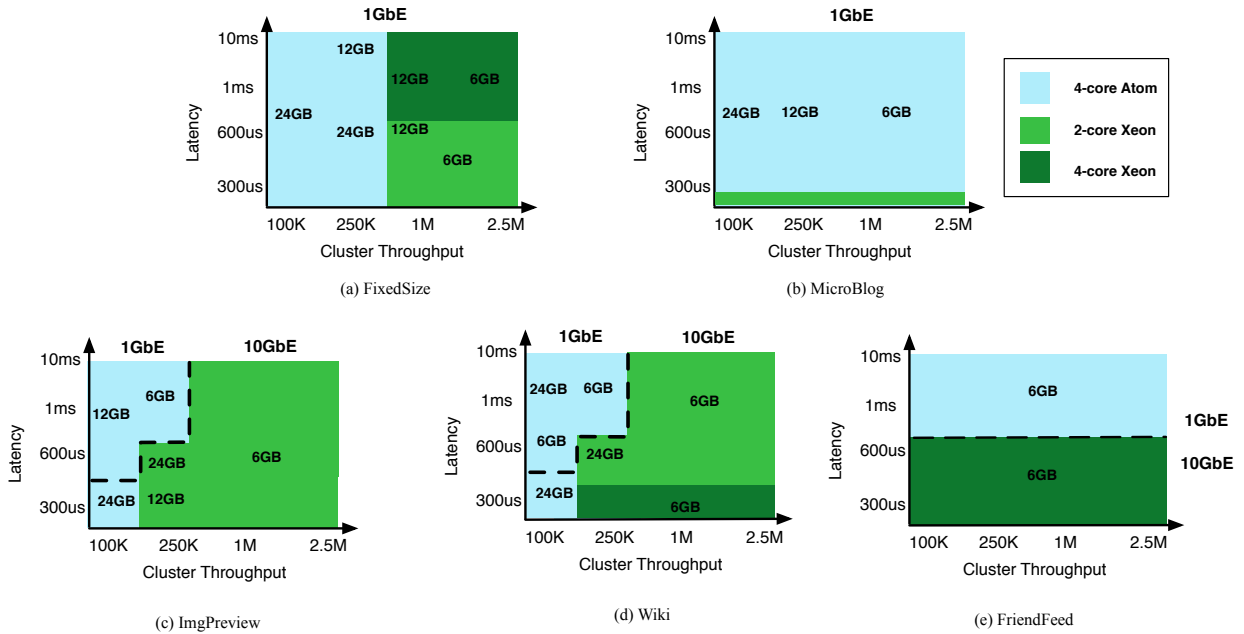 1GbE
10ms
1ms
600us
300us
Latency
12GB
24GB
24GB
12GB
6GB
12GB
6GB
100K 250K 1M 2.5M
Cluster Throughput
(a) FixedSize
1GbE
10ms
1ms
600us
300us
Latency
24GB 12GB 6GB
100K 250K 1M 2.5M
Cluster Throughput
(b) MicroBlog
4-core Atom
2-core Xeon
4-core Xeon
1GbE 10GbE
10ms
1ms
600us
300us
Latency
6GB
12GB
24GB 6GB
24GB 12GB
100K 250K 1M 2.5M
Cluster Throughput
(c) ImgPreview
1GbE 10GbE
10ms
1ms
600us
300us
Latency
24GB 6GB 6GB
6GB 24GB
24GB 6GB
100K 250K 1M 2.5M
Cluster Throughput
(d) Wiki
10ms
1ms
600us
300us
Latency
6GB
1GbE
10GbE
6GB
100K 250K 1M 2.5M
Cluster Throughput
(e) FriendFeed